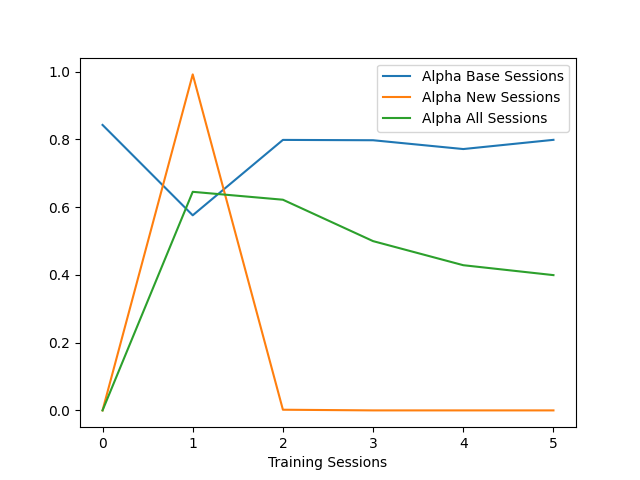 Alpha Base Sessions
Alpha New Sessions
Alpha All Sessions
1.0
0.8
0.6
0.4
0.2
0.0
0 1 2 3 4 5
Training Sessions